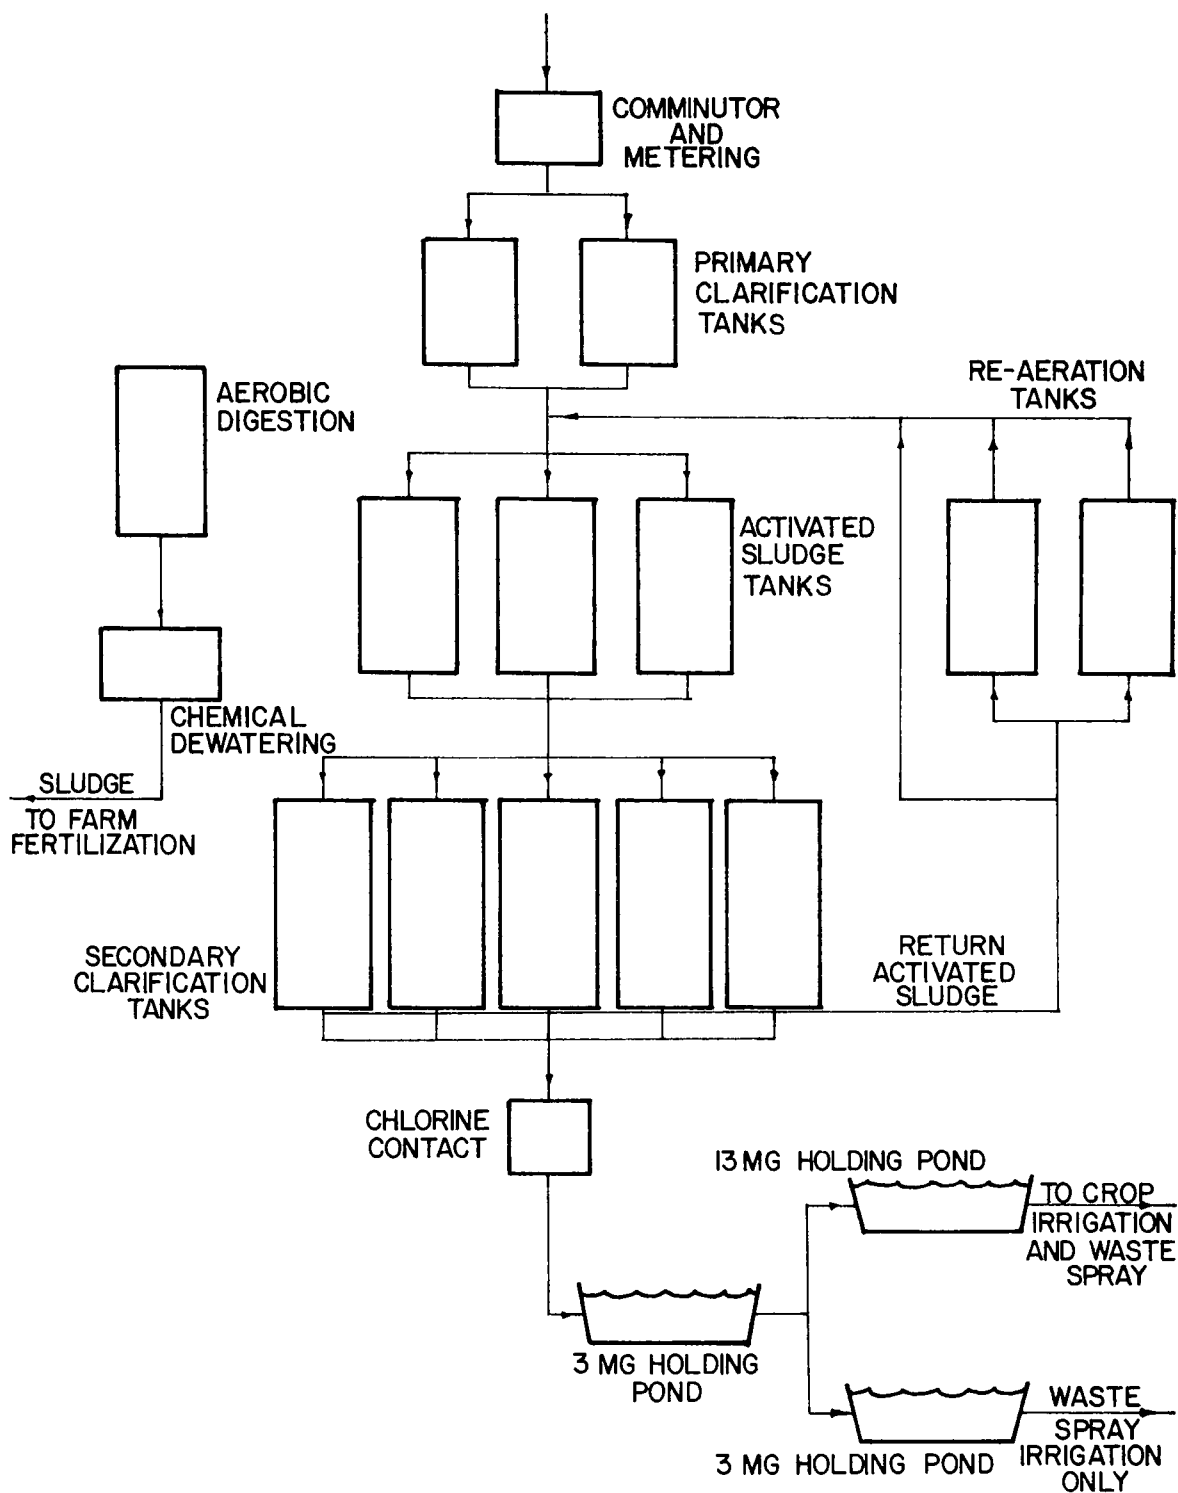 COMMINUTOR
AND
METERING
PRIMARY
CLARIFICATION
TANKS
RE-AERATION
TANKS
AEROBIC
DIGESTION
ACTIVATED
SLUDGE
TANKS
CHEMICAL
DEWATERING
SLUDGE
TO FARM
FERTILIZATION
SECONDARY
CLARIFICATION
TANKS
RETURN
ACTIVATED
SLUDGE
CHLORINE
CONTACT
13 MG HOLDING POND
TO CROP
IRRIGATION
AND WASTE
SPRAY
3 MG HOLDING
POND
WASTE
SPRAY
IRRIGATION
ONLY
3 MG HOLDING POND